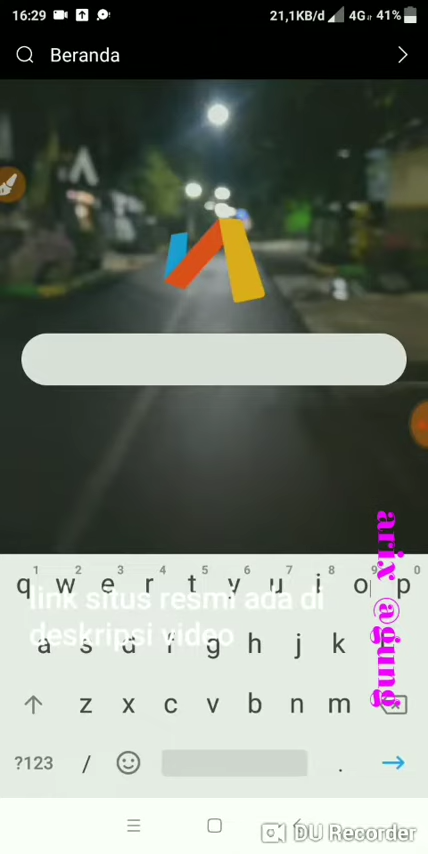 16:29
21,1KB/d 4G 41%
Beranda
1 2 3 4 5 6 7 8 9 0
q w e r t y u i o p
link situs resmi ada di
deskripsi video
a s d f g h j k
z x c v b n m
?123 / .
arix @gung
DU Recorder